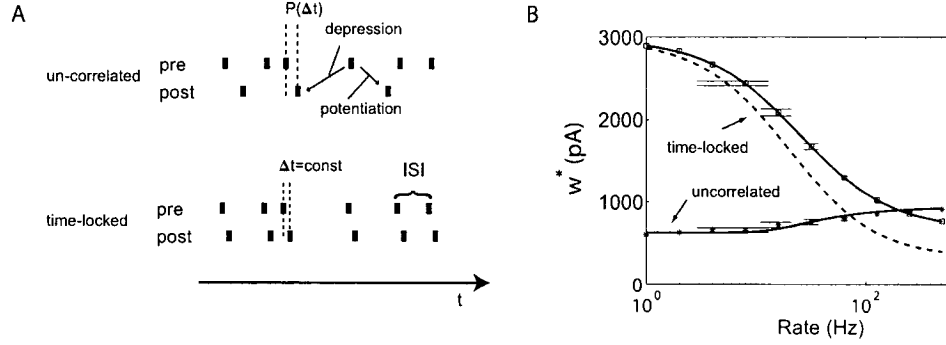 A
P(Δt)
depression
un-correlated
pre
post
potentiation
Δt=const
ISI
time-locked
pre
post
t
B
3000
2000
1000
0
w* (pA)
time-locked
uncorrelated
10⁰
10²
Rate (Hz)